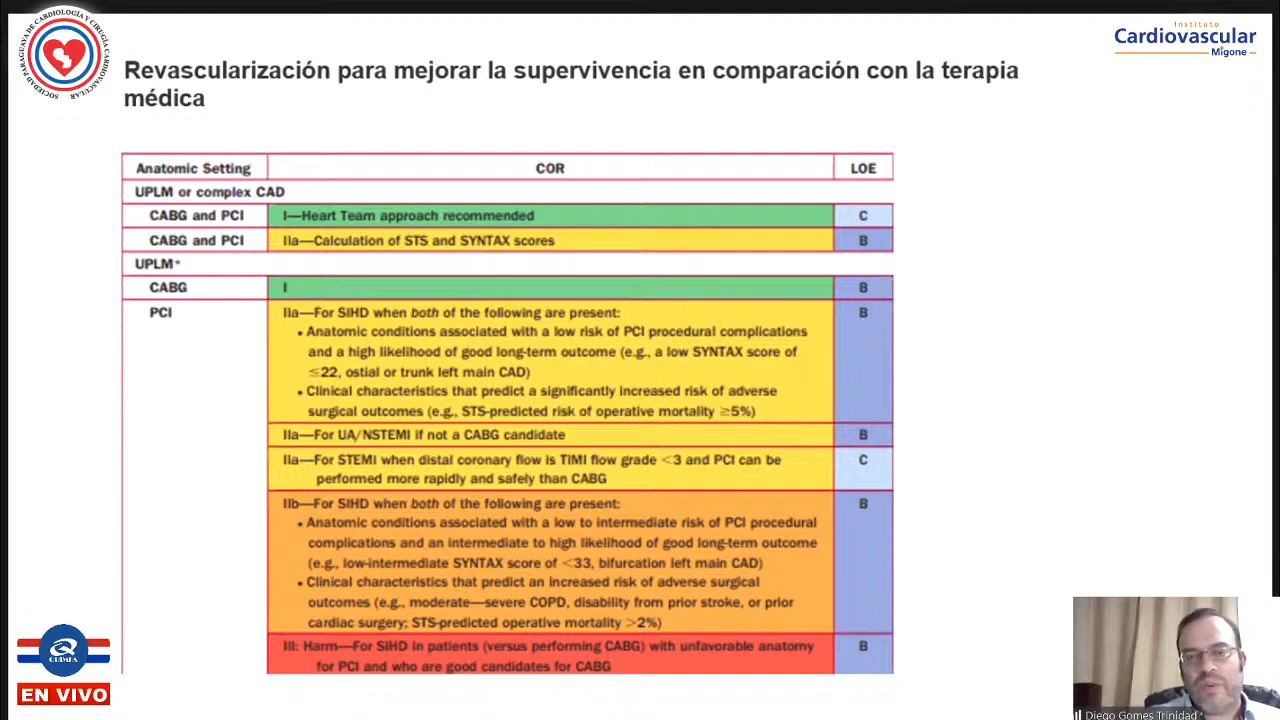 SOCIEDAD PARAGUAYA DE CARDIOLOGÍA Y CIRUGÍA CARDIOVASCULAR
Instituto
Cardiovascular
Migone
Revascularización para mejorar la supervivencia en comparación con la terapia
médica
Anatomic Setting COR LOE
UPLM or complex CAD
CABG and PCI I—Heart Team approach recommended C
CABG and PCI IIa—Calculation of STS and SYNTAX scores B
UPLM*
CABG I B
PCI IIa—For SIHD when both of the following are present: B
• Anatomic conditions associated with a low risk of PCI procedural complications
and a high likelihood of good long-term outcome (e.g., a low SYNTAX score of
≤22, ostial or trunk left main CAD)
• Clinical characteristics that predict a significantly increased risk of adverse
surgical outcomes (e.g., STS-predicted risk of operative mortality ≥5%)
IIa—For UA/NSTEMI if not a CABG candidate B
IIa—For STEMI when distal coronary flow is TIMI flow grade <3 and PCI can be C
performed more rapidly and safely than CABG
IIb—For SIHD when both of the following are present: B
• Anatomic conditions associated with a low to intermediate risk of PCI procedural
complications and an intermediate to high likelihood of good long-term outcome
(e.g., low-intermediate SYNTAX score of <33, bifurcation left main CAD)
• Clinical characteristics that predict an increased risk of adverse surgical
outcomes (e.g., moderate—severe COPD, disability from prior stroke, or prior
cardiac surgery; STS-predicted operative mortality >2%)
III: Harm—For SIHD in patients (versus performing CABG) with unfavorable anatomy B
for PCI and who are good candidates for CABG
QUIMFA
EN VIVO
Diego Gomes Trinidad